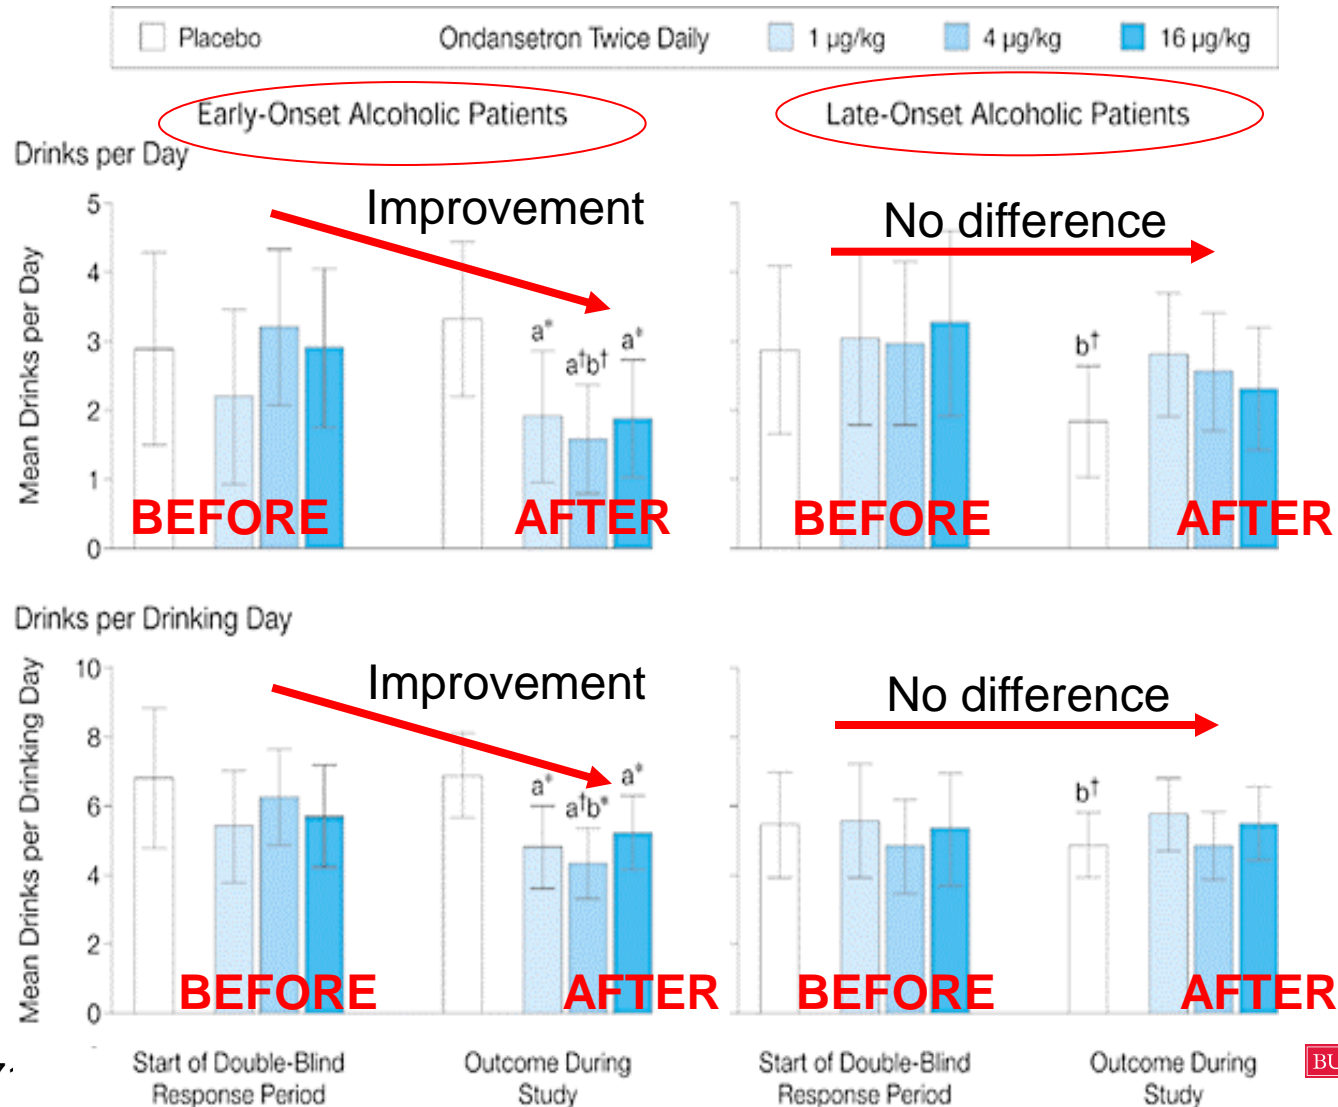 Placebo Ondansetron Twice Daily 1 µg/kg 4 µg/kg 16 µg/kg
Early-Onset Alcoholic Patients
Late-Onset Alcoholic Patients
Drinks per Day
Mean Drinks per Day
5
4
3
2
1
0
Improvement
a*
a†b†
a*
BEFORE
AFTER
No difference
b†
BEFORE
AFTER
Drinks per Drinking Day
Mean Drinks per Drinking Day
10
8
6
4
2
0
Improvement
a*
a†b*
a*
BEFORE
AFTER
No difference
b†
BEFORE
AFTER
Start of Double-Blind
Response Period
Outcome During
Study
Start of Double-Blind
Response Period
Outcome During
Study
BU